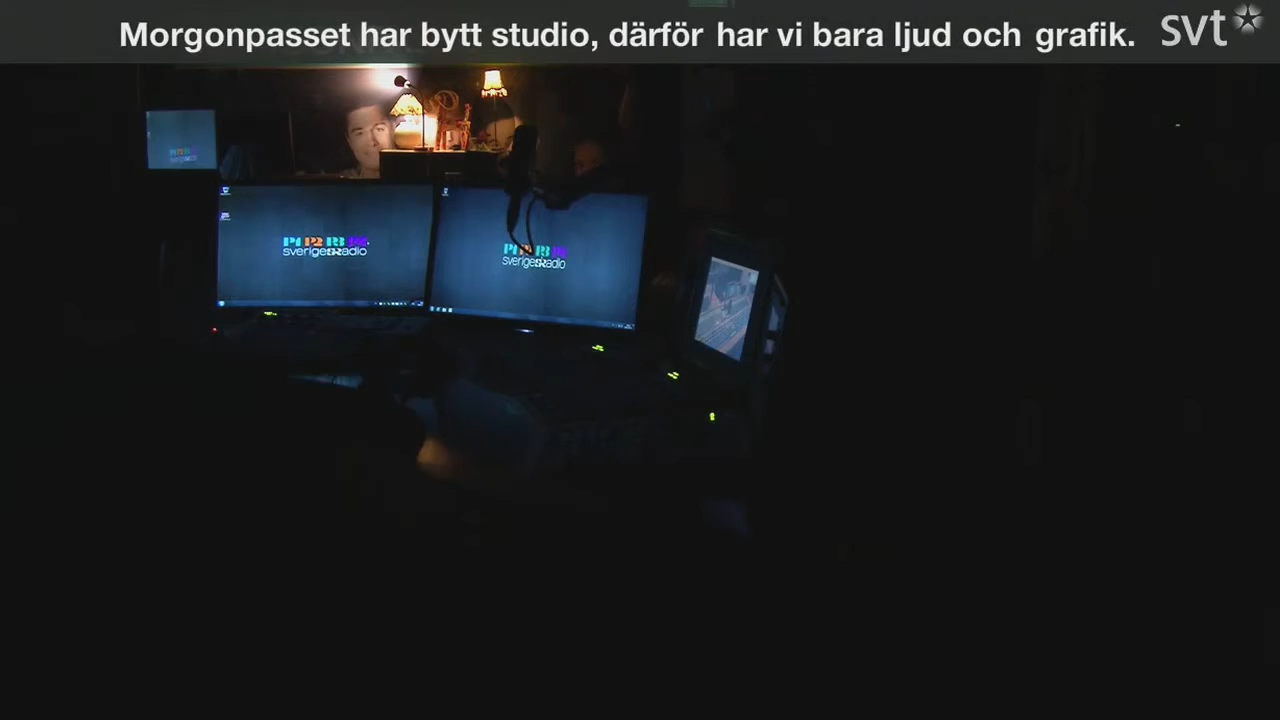 Morgonpasset har bytt studio, därför har vi bara ljud och grafik.
svt
P1 P2 P3 P4
sverigesradio
P1 P2 P3
sverigesradio